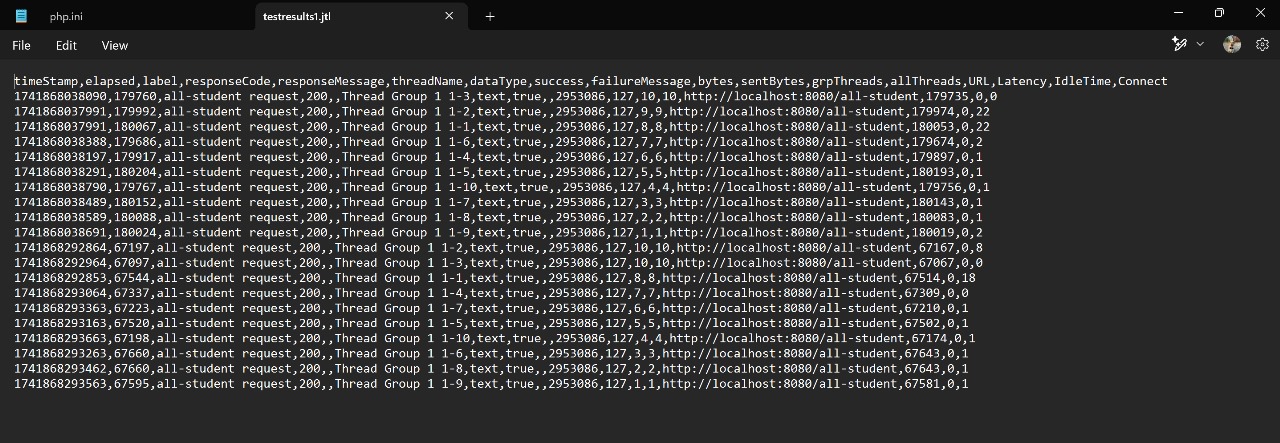 php.ini
testresults1.jtl
File Edit View
timeStamp,elapsed,label,responseCode,responseMessage,threadName,dataType,success,failureMessage,bytes,sentBytes,grpThreads,allThreads,URL,Latency,IdleTime,Connect
1741868038090,179760,all-student request,200,,Thread Group 1 1-3,text,true,,2953086,127,10,10,http://localhost:8080/all-student,179735,0,0
1741868037991,179992,all-student request,200,,Thread Group 1 1-2,text,true,,2953086,127,9,9,http://localhost:8080/all-student,179974,0,22
1741868037991,180067,all-student request,200,,Thread Group 1 1-1,text,true,,2953086,127,8,8,http://localhost:8080/all-student,180053,0,22
1741868038388,179686,all-student request,200,,Thread Group 1 1-6,text,true,,2953086,127,7,7,http://localhost:8080/all-student,179674,0,2
1741868038197,179917,all-student request,200,,Thread Group 1 1-4,text,true,,2953086,127,6,6,http://localhost:8080/all-student,179897,0,1
1741868038291,180204,all-student request,200,,Thread Group 1 1-5,text,true,,2953086,127,5,5,http://localhost:8080/all-student,180193,0,1
1741868038790,179767,all-student request,200,,Thread Group 1 1-10,text,true,,2953086,127,4,4,http://localhost:8080/all-student,179756,0,1
1741868038489,180152,all-student request,200,,Thread Group 1 1-7,text,true,,2953086,127,3,3,http://localhost:8080/all-student,180143,0,1
1741868038589,180088,all-student request,200,,Thread Group 1 1-8,text,true,,2953086,127,2,2,http://localhost:8080/all-student,180083,0,1
1741868038691,180024,all-student request,200,,Thread Group 1 1-9,text,true,,2953086,127,1,1,http://localhost:8080/all-student,180019,0,2
1741868292864,67197,all-student request,200,,Thread Group 1 1-2,text,true,,2953086,127,10,10,http://localhost:8080/all-student,67167,0,8
1741868292964,67097,all-student request,200,,Thread Group 1 1-3,text,true,,2953086,127,10,10,http://localhost:8080/all-student,67067,0,0
1741868292853,67544,all-student request,200,,Thread Group 1 1-1,text,true,,2953086,127,8,8,http://localhost:8080/all-student,67514,0,18
1741868293064,67337,all-student request,200,,Thread Group 1 1-4,text,true,,2953086,127,7,7,http://localhost:8080/all-student,67309,0,0
1741868293363,67223,all-student request,200,,Thread Group 1 1-7,text,true,,2953086,127,6,6,http://localhost:8080/all-student,67210,0,1
1741868293163,67520,all-student request,200,,Thread Group 1 1-5,text,true,,2953086,127,5,5,http://localhost:8080/all-student,67502,0,1
1741868293663,67198,all-student request,200,,Thread Group 1 1-10,text,true,,2953086,127,4,4,http://localhost:8080/all-student,67174,0,1
1741868293263,67660,all-student request,200,,Thread Group 1 1-6,text,true,,2953086,127,3,3,http://localhost:8080/all-student,67643,0,1
1741868293462,67660,all-student request,200,,Thread Group 1 1-8,text,true,,2953086,127,2,2,http://localhost:8080/all-student,67643,0,1
1741868293563,67595,all-student request,200,,Thread Group 1 1-9,text,true,,2953086,127,1,1,http://localhost:8080/all-student,67581,0,1